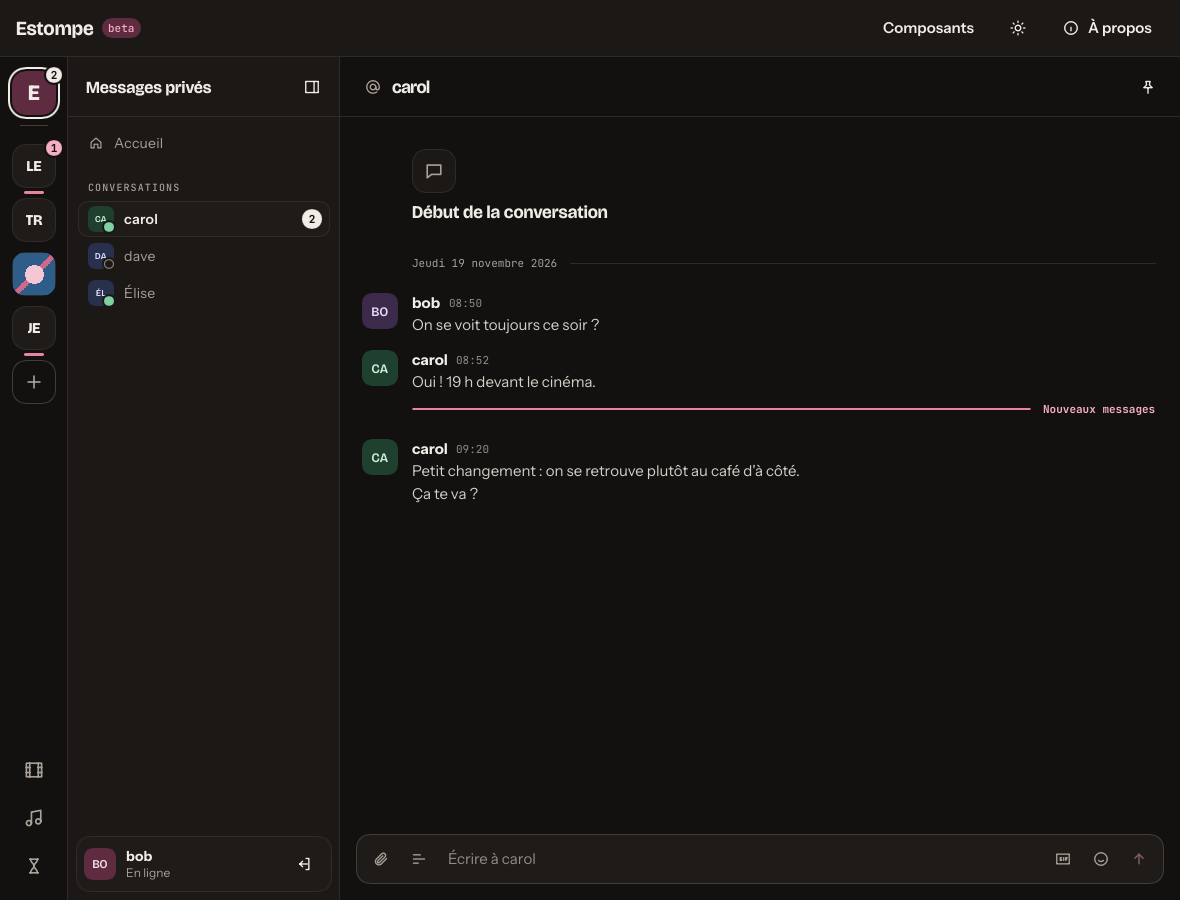 Estompe beta
Composants
À propos
E 2
LE 1
TR
JE
Messages privés
Accueil
CONVERSATIONS
CA carol 2
DA dave
ÉL Élise
BO bob
En ligne
carol
Début de la conversation
Jeudi 19 novembre 2026
BO bob 08:50
On se voit toujours ce soir ?
CA carol 08:52
Oui ! 19 h devant le cinéma.
Nouveaux messages
CA carol 09:20
Petit changement : on se retrouve plutôt au café d'à côté.
Ça te va ?
Écrire à carol
GIF